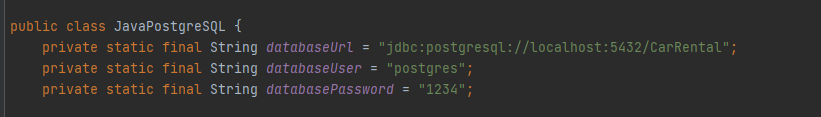 public class JavaPostgreSQL {
    private static final String databaseUrl = "jdbc:postgresql://localhost:5432/CarRental";
    private static final String databaseUser = "postgres";
    private static final String databasePassword = "1234";